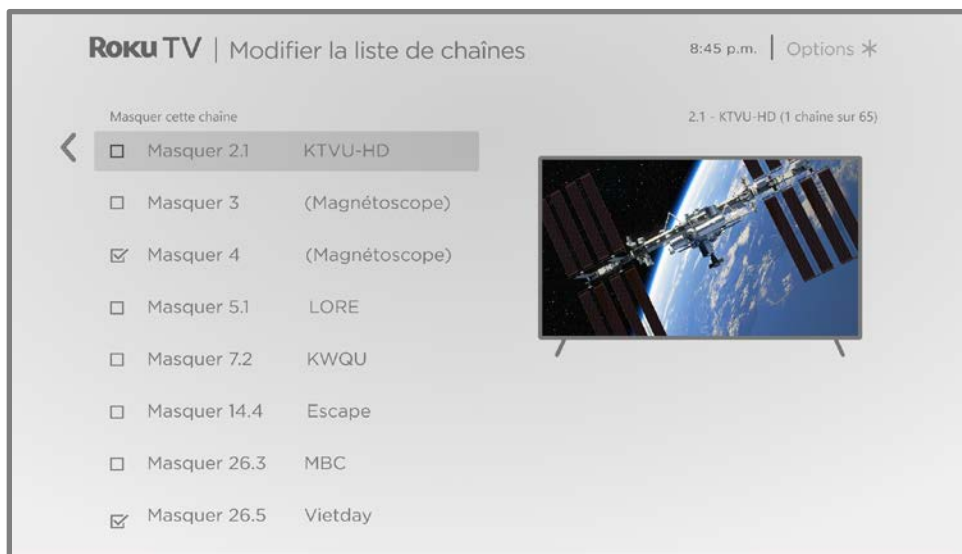 Roku TV | Modifier la liste de chaînes 8:45 p.m. | Options *
Masquer cette chaîne 2.1 - KTVU-HD (1 chaîne sur 65)
Masquer 2.1 KTVU-HD
Masquer 3 (Magnétoscope)
Masquer 4 (Magnétoscope)
Masquer 5.1 LORE
Masquer 7.2 KWQU
Masquer 14.4 Escape
Masquer 26.3 MBC
Masquer 26.5 Vietday